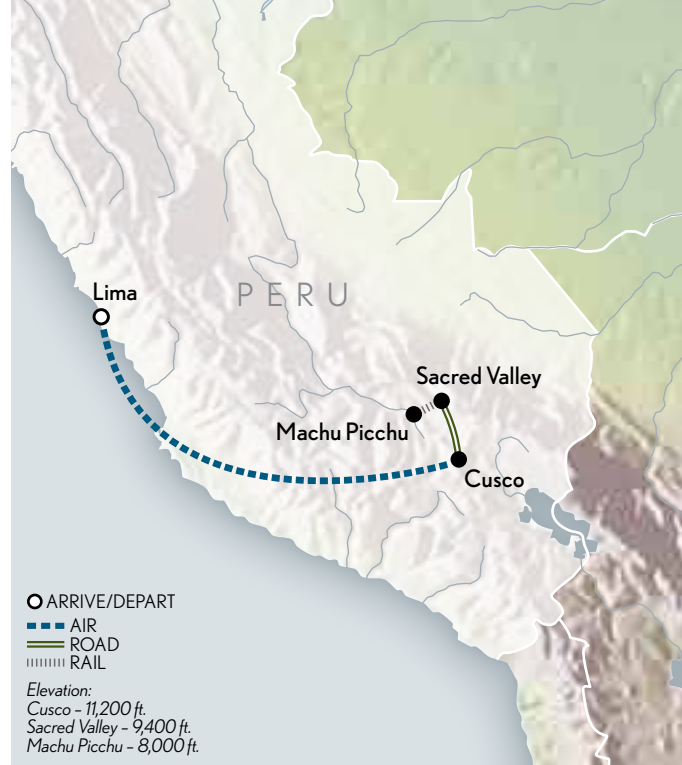 Lima
PERU
Sacred Valley
Machu Picchu
Cusco
ARRIVE/DEPART
AIR
ROAD
RAIL
Elevation:
Cusco – 11,200 ft.
Sacred Valley – 9,400 ft.
Machu Picchu – 8,000 ft.